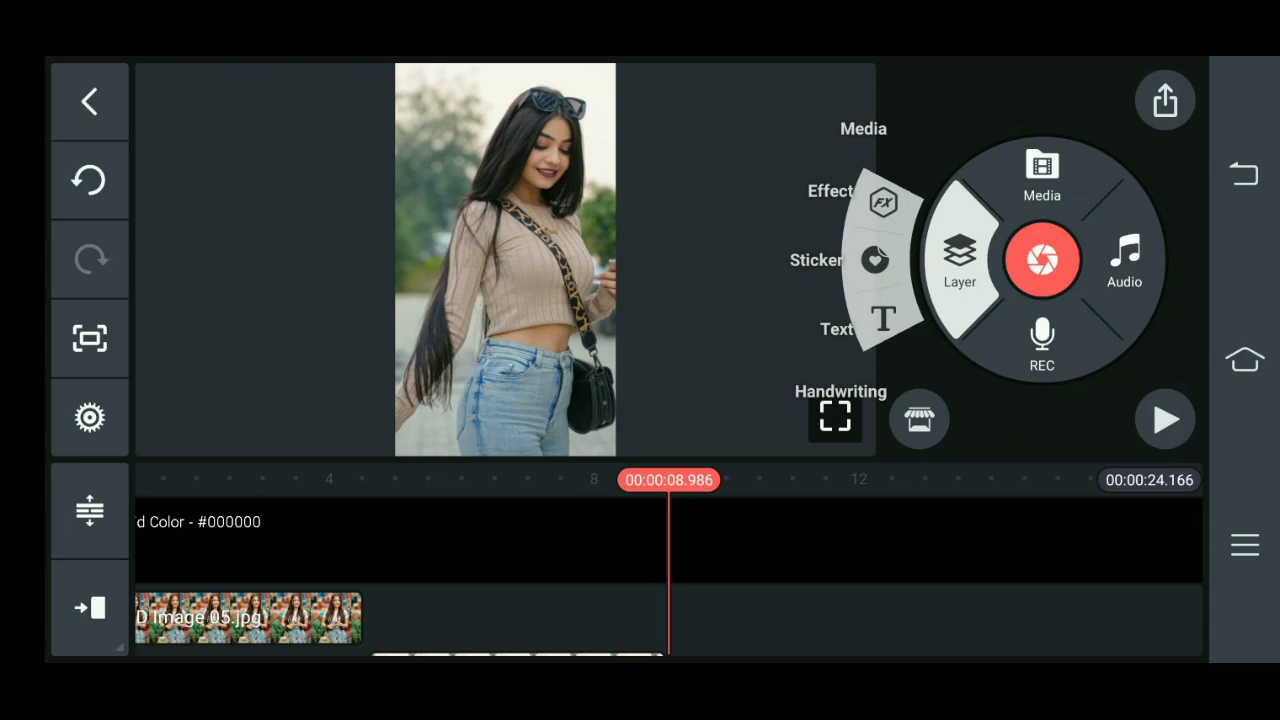 Media
Effect
Sticker
Text
Handwriting
FX
T
Media
Layer
Audio
REC
4
8
00:00:08.986
12
00:00:24.166
d Color - #000000
D Image 05.jpg